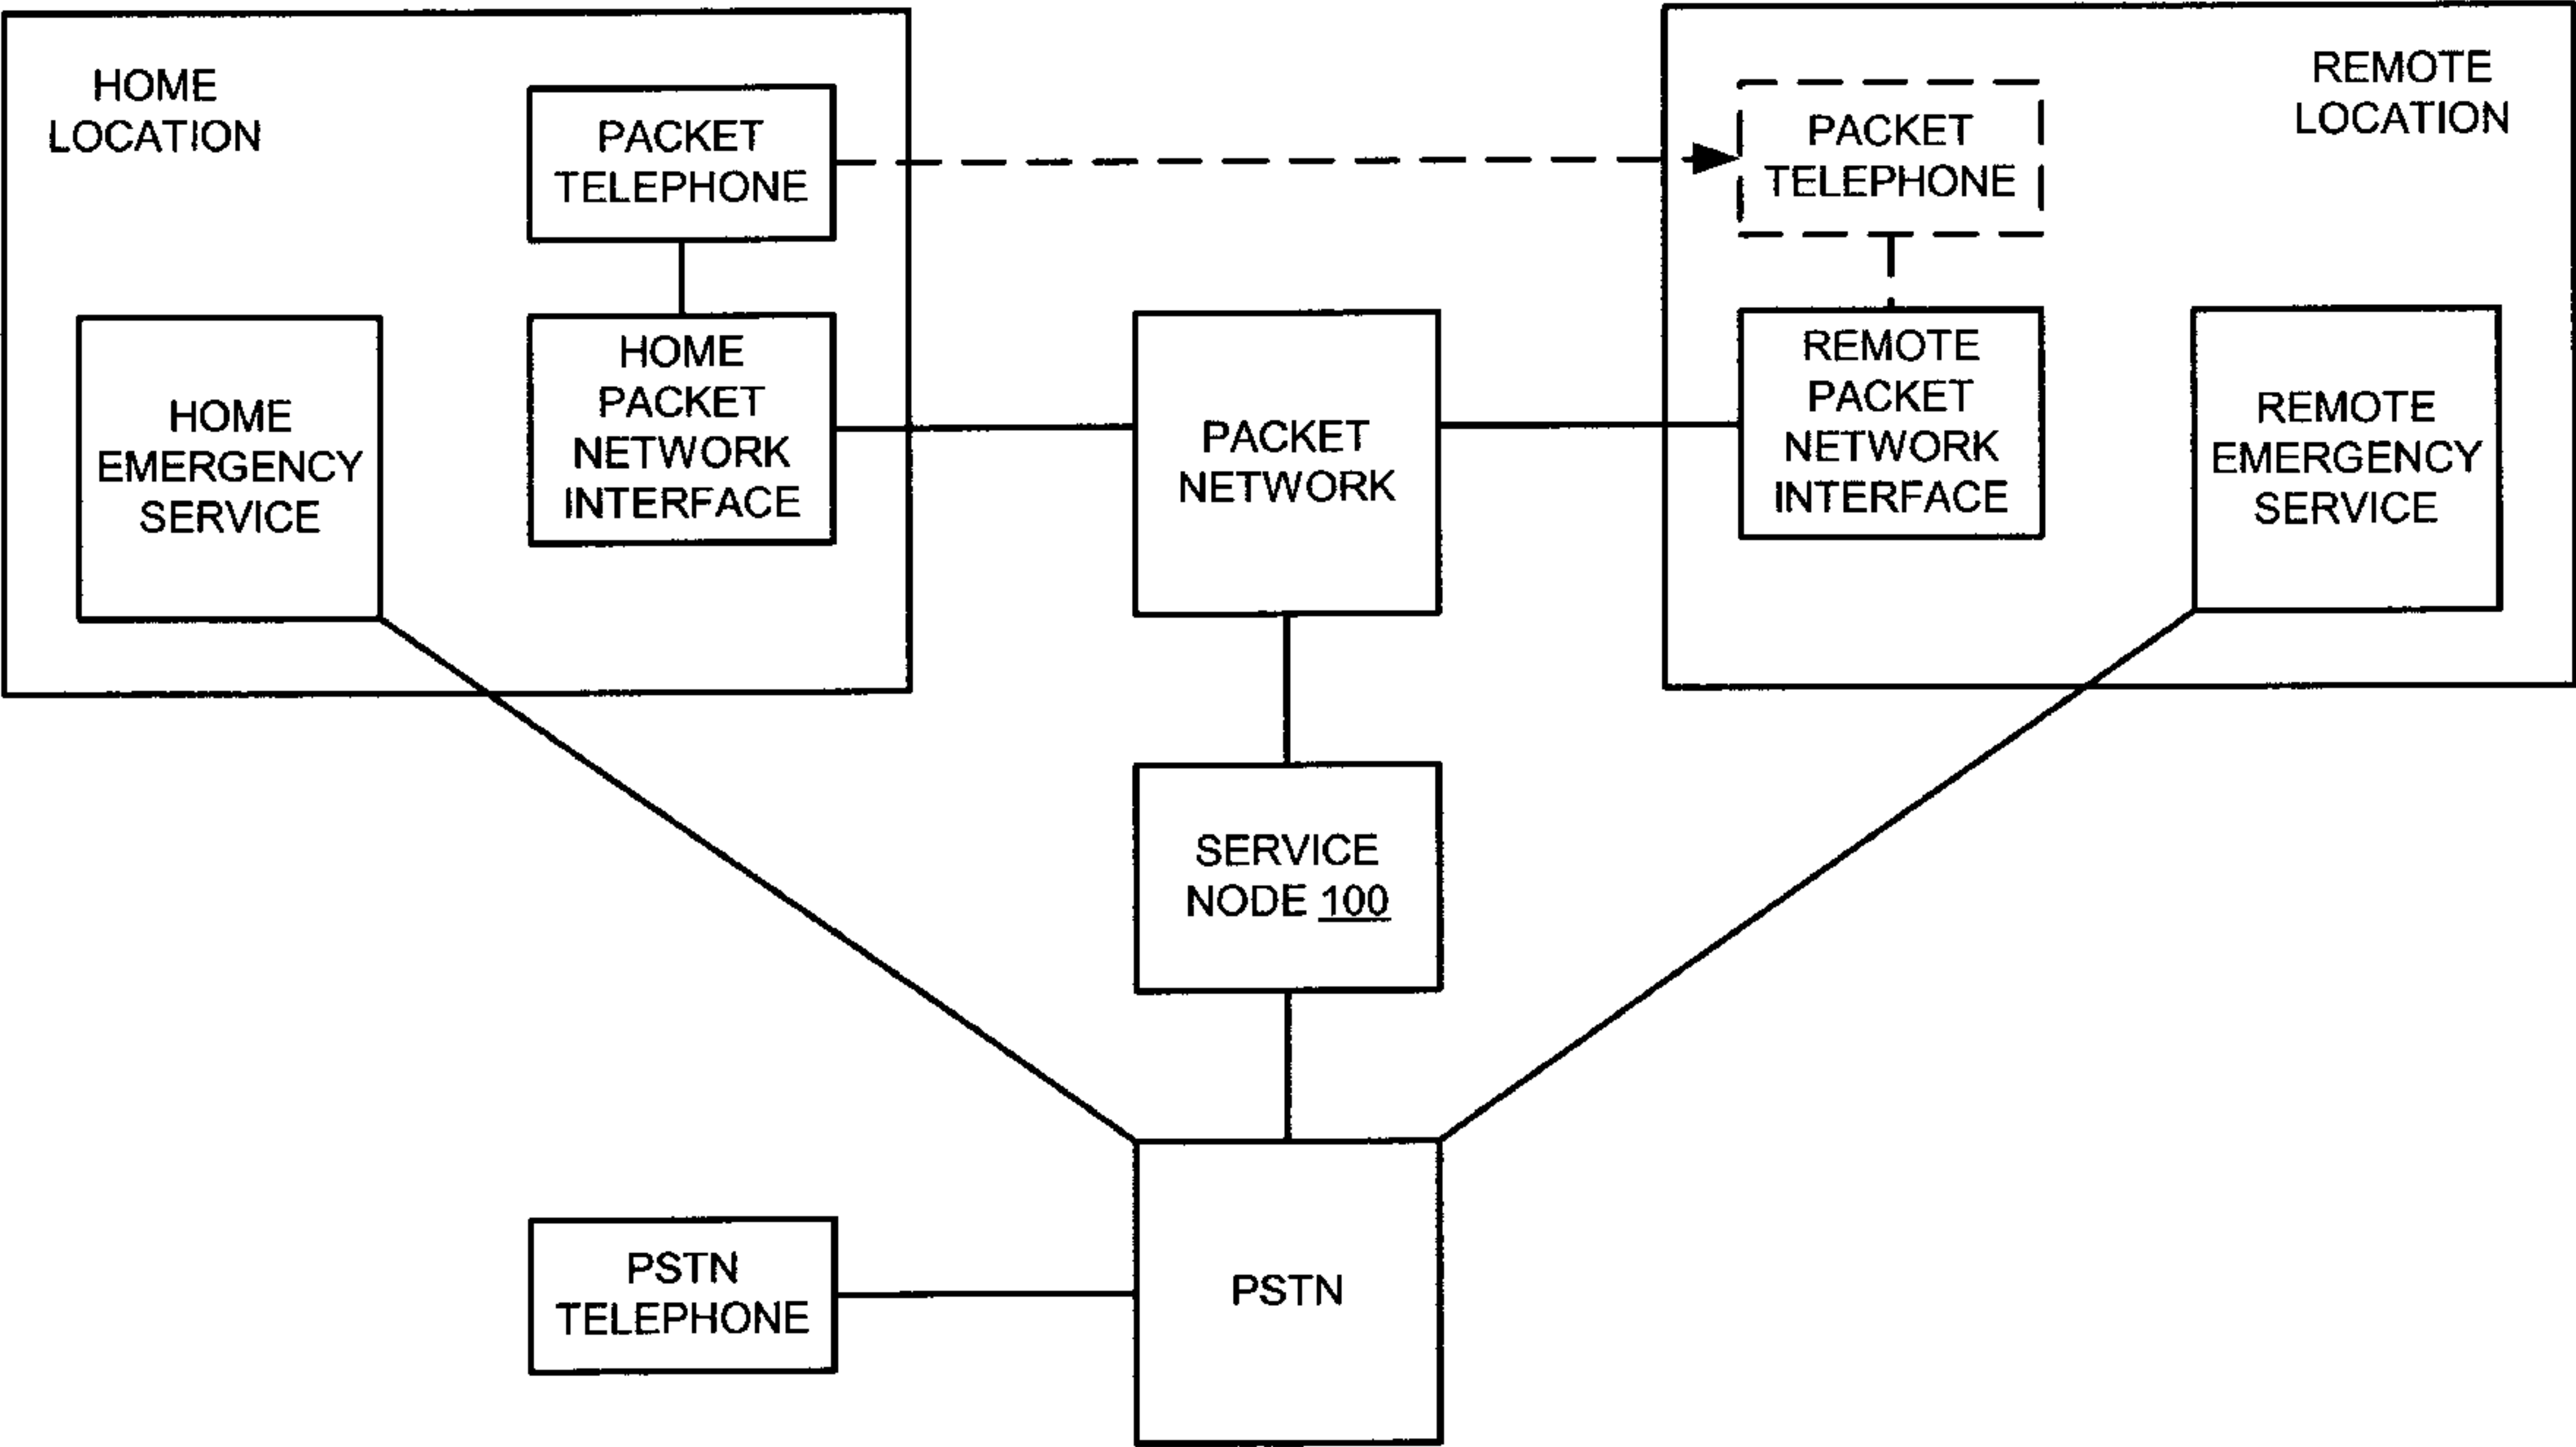 HOME
LOCATION
PACKET
TELEPHONE
HOME
EMERGENCY
SERVICE
HOME
PACKET
NETWORK
INTERFACE
PACKET
NETWORK
REMOTE
LOCATION
PACKET
TELEPHONE
REMOTE
PACKET
NETWORK
INTERFACE
REMOTE
EMERGENCY
SERVICE
SERVICE
NODE 100
PSTN
TELEPHONE
PSTN